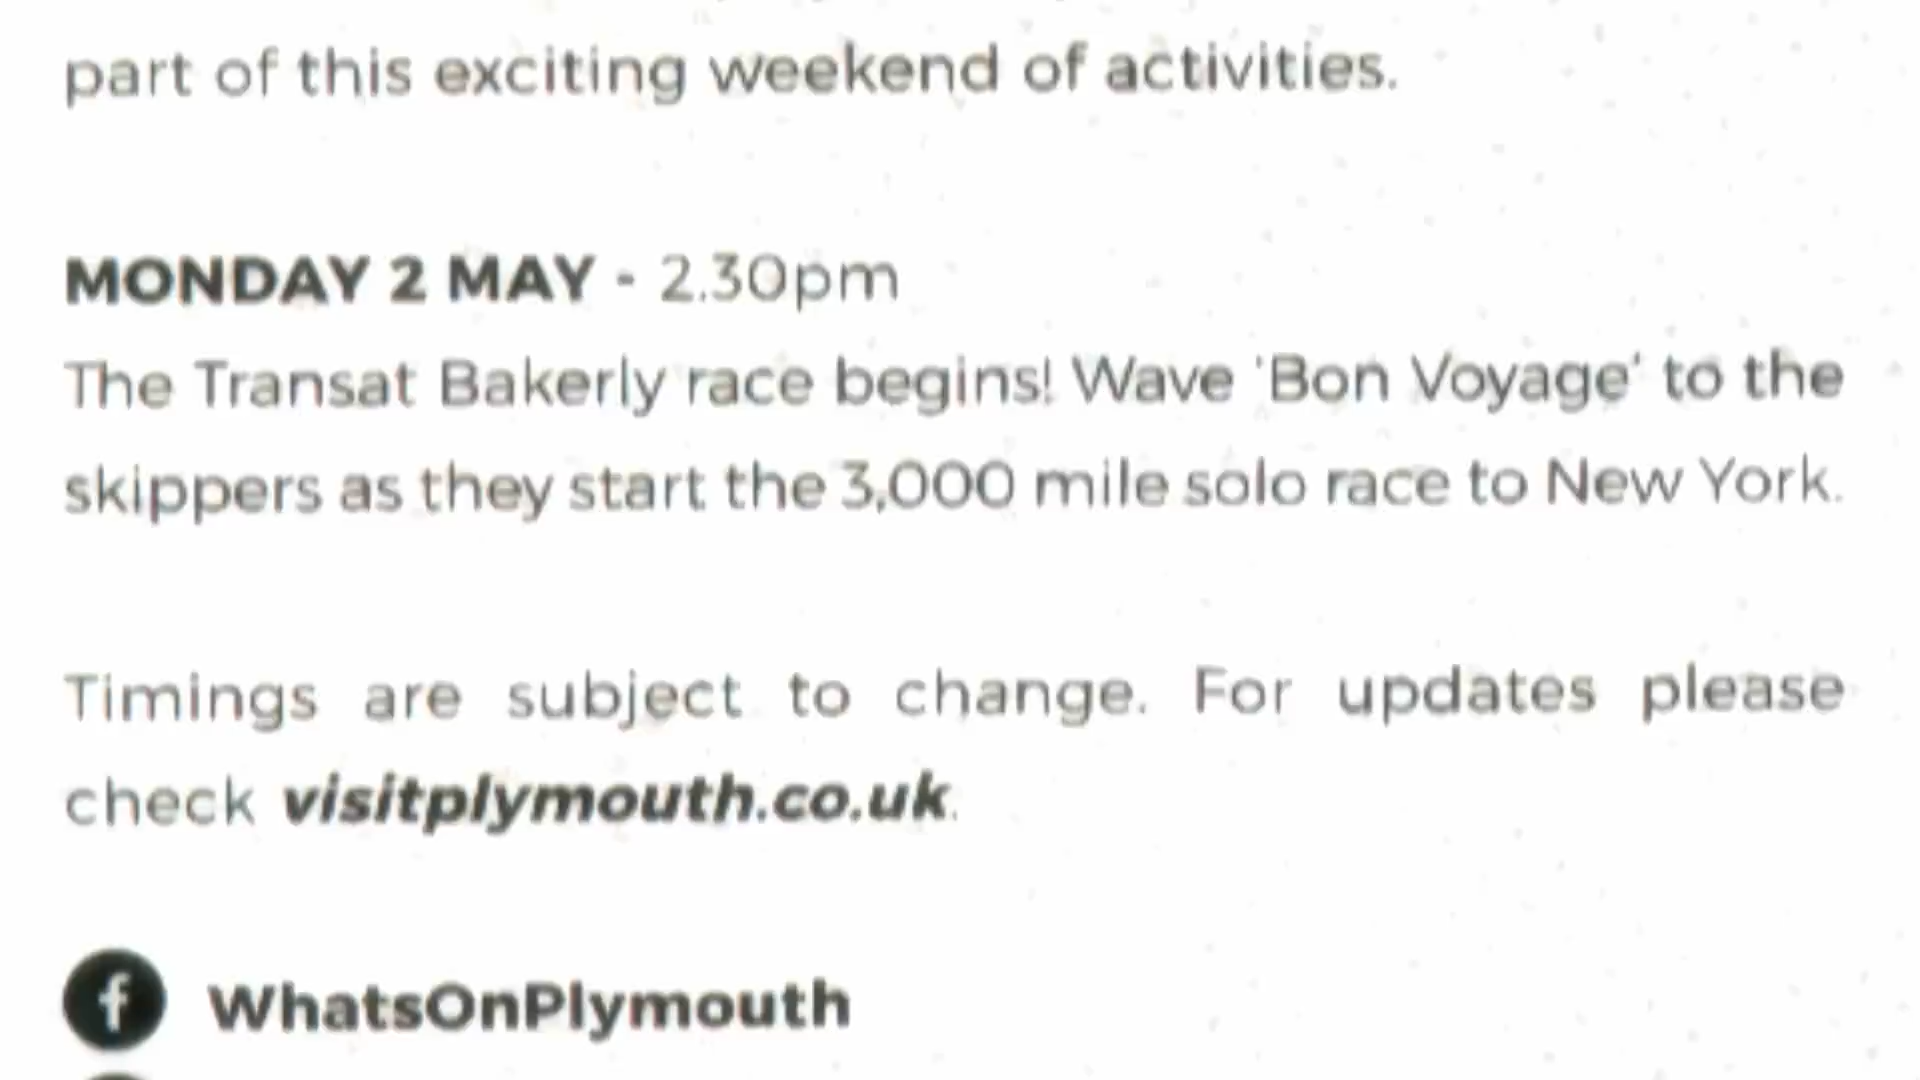 part of this exciting weekend of activities.
MONDAY 2 MAY - 2.30pm
The Transat Bakerly race begins! Wave 'Bon Voyage' to the
skippers as they start the 3,000 mile solo race to New York.
Timings are subject to change. For updates please
check visitplymouth.co.uk.
f WhatsOnPlymouth